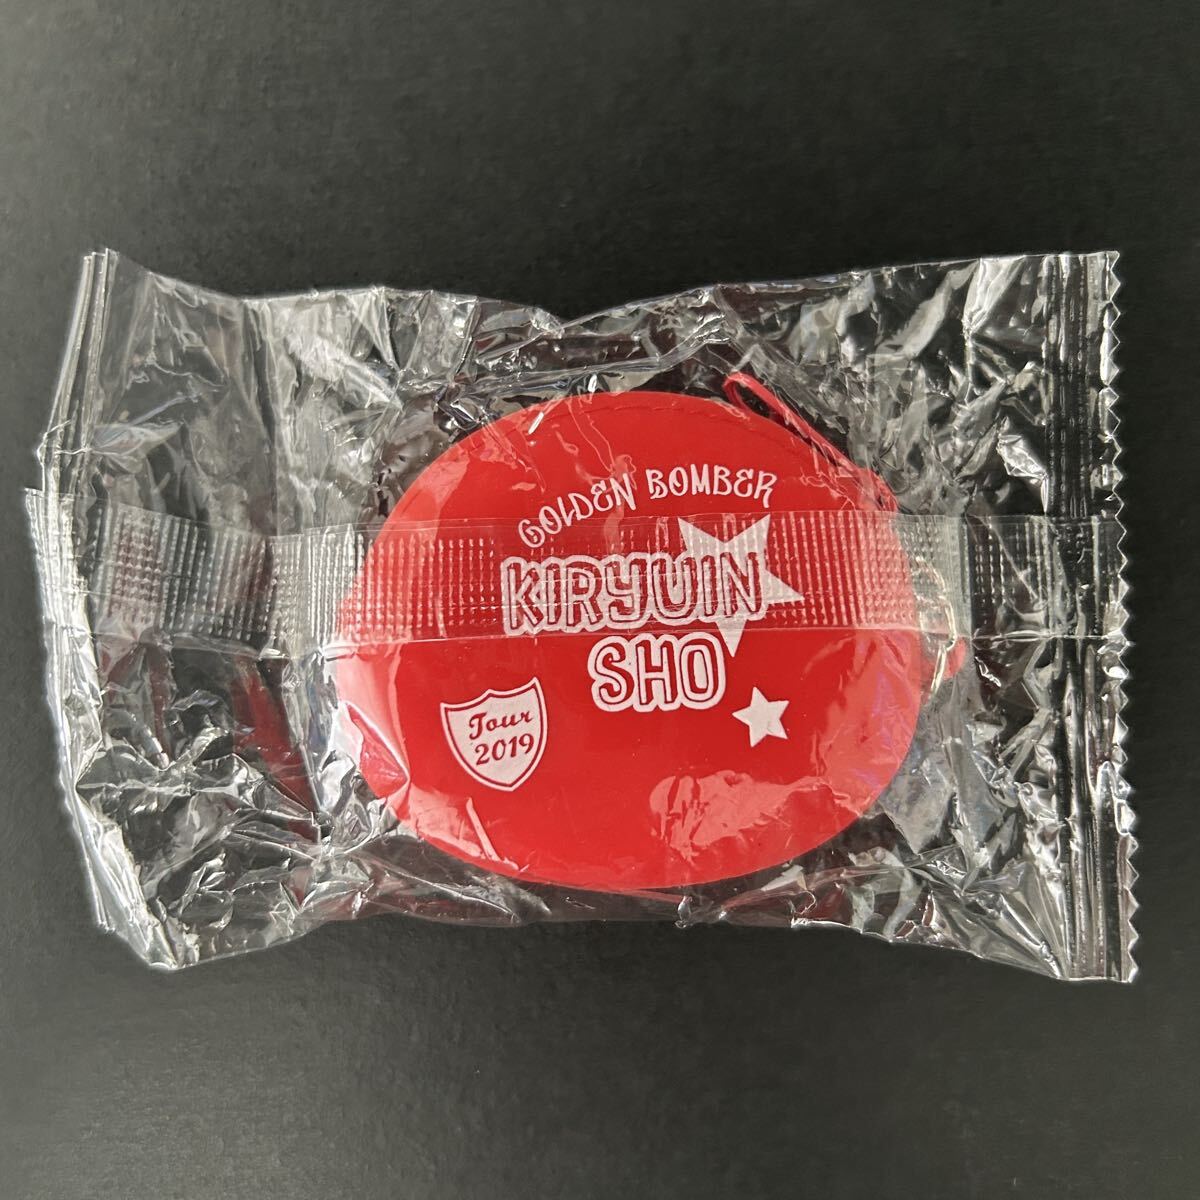 GOLDEN BOMBER
KIRYUIN
SHO
Tour
2019